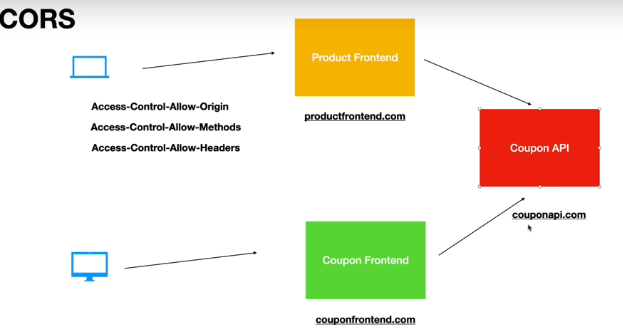 CORS
Product Frontend
Access-Control-Allow-Origin
productfrontend.com
Access-Control-Allow-Methods
Access-Control-Allow-Headers
Coupon API
couponapi.com
Coupon Frontend
couponfrontend.com